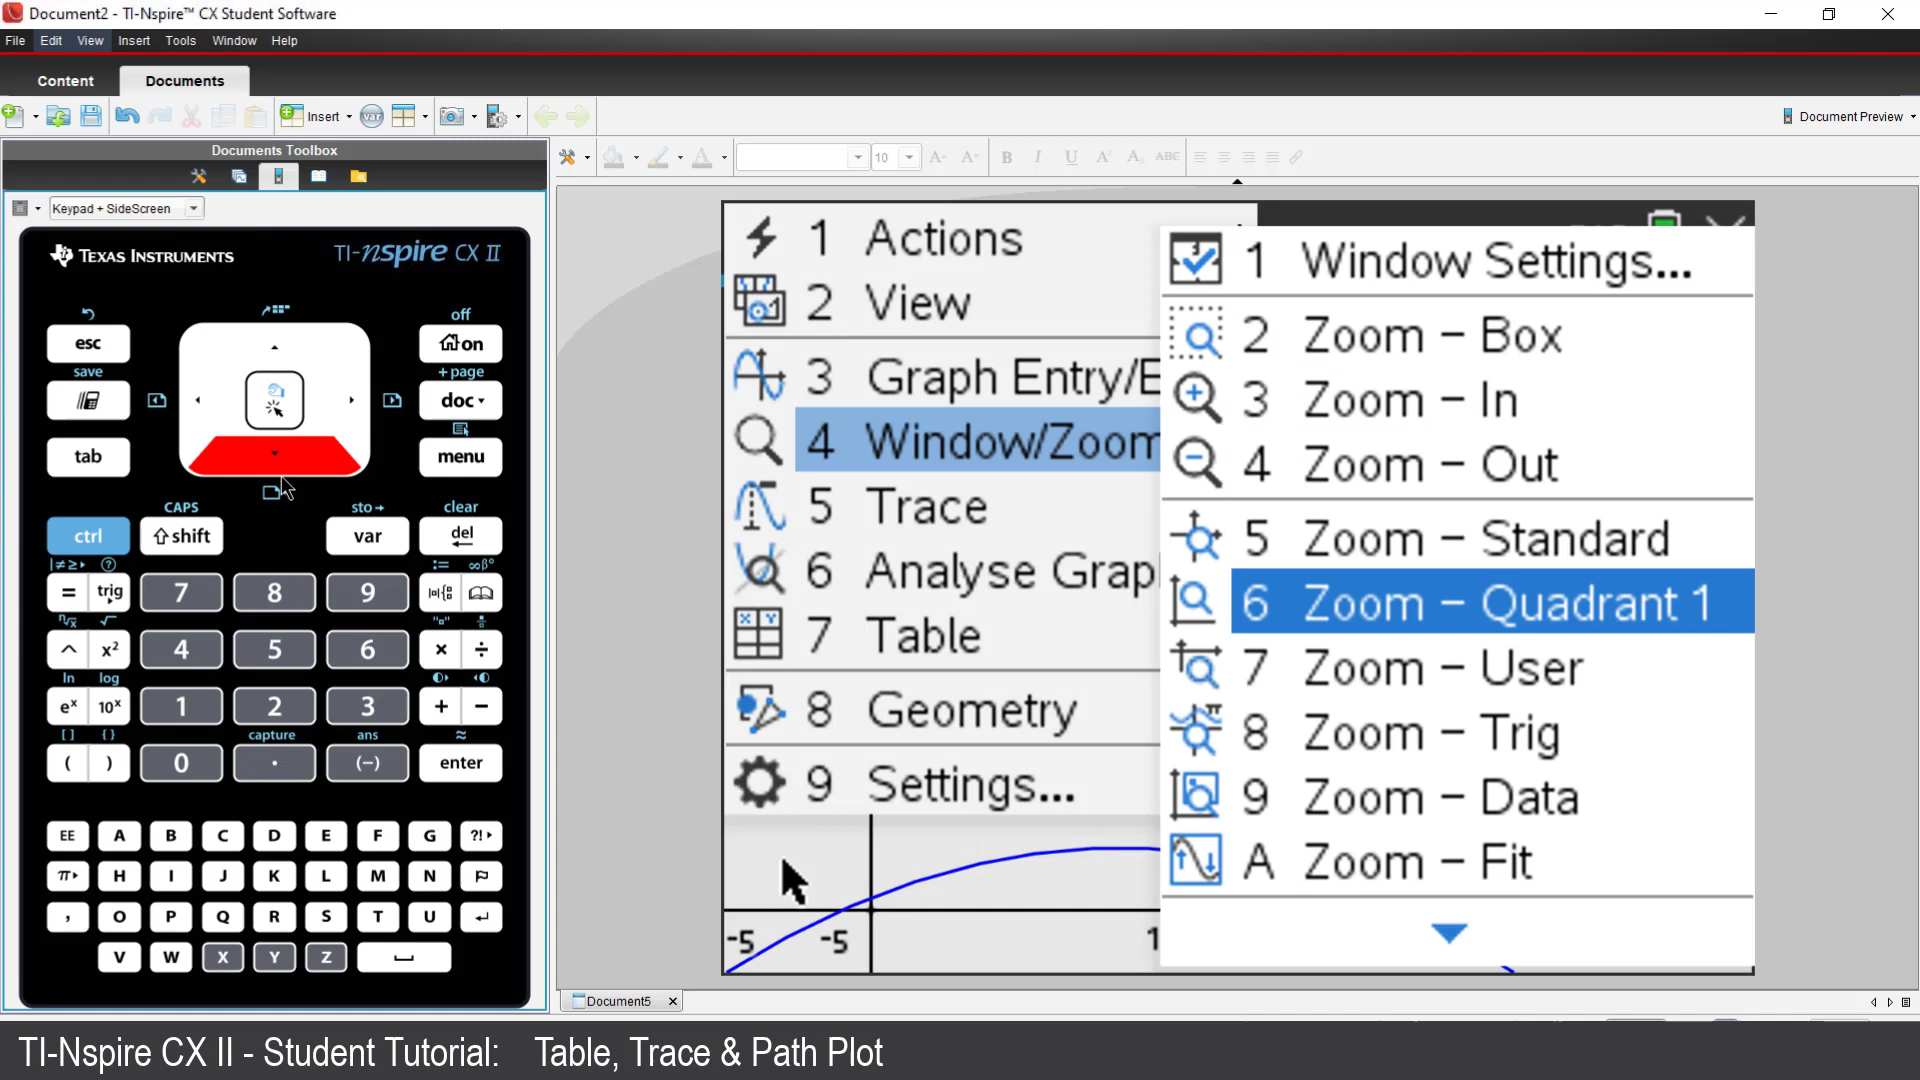 Document2 - TI-Nspire™ CX Student Software
File Edit View Insert Tools Window Help
Content Documents
Insert var Document Preview
Documents Toolbox
10 B I U A A ABC
Keypad + SideScreen
TEXAS INSTRUMENTS TI-nspire CX II
off
esc on
save + page
doc
tab menu
CAPS sto→ clear
ctrl shift var del
:= ∞β°
= trig 7 8 9
^ x² 4 5 6 × ÷
ln log
eˣ 10ˣ 1 2 3 + −
[ ] { } capture ans ≈
( ) 0 . (−) enter
EE A B C D E F G ?!
π H I J K L M N
, O P Q R S T U
V W X Y Z
1 Actions
2 View
3 Graph Entry/E
4 Window/Zoom
5 Trace
6 Analyse Grap
7 Table
8 Geometry
9 Settings...
1 Window Settings...
2 Zoom – Box
3 Zoom – In
4 Zoom – Out
5 Zoom – Standard
6 Zoom – Quadrant 1
7 Zoom – User
8 Zoom – Trig
9 Zoom – Data
A Zoom – Fit
-5 -5 1
Document5
TI-Nspire CX II - Student Tutorial: Table, Trace & Path Plot